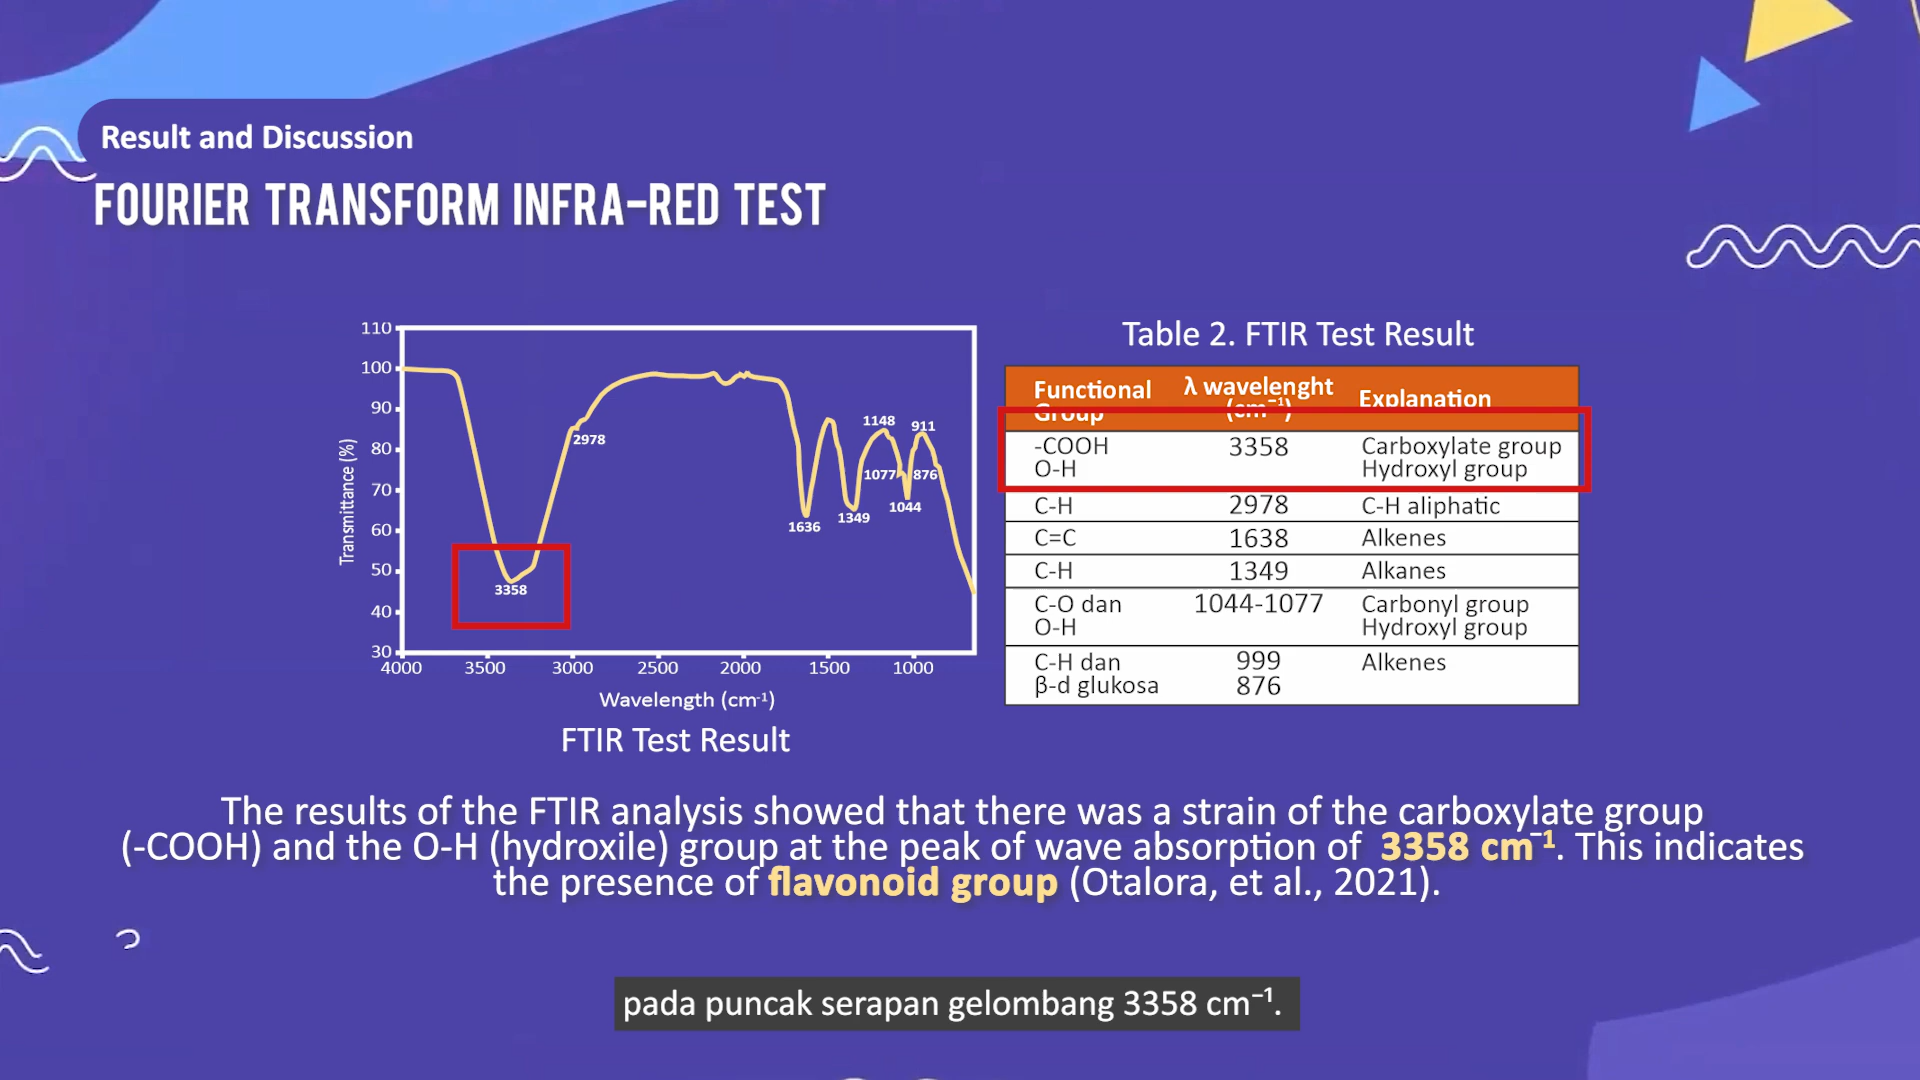 Result and Discussion
FOURIER TRANSFORM INFRA-RED TEST
110
100
90
80
70
60
50
40
30
Transmittance (%)
4000 3500 3000 2500 2000 1500 1000
Wavelength (cm-1)
3358
2978
1636
1349
1148
1077
1044
911
876
FTIR Test Result
Table 2. FTIR Test Result
Functional Group λ wavelenght (cm⁻¹) Explanation
-COOH 3358 Carboxylate group
O-H Hydroxyl group
C-H 2978 C-H aliphatic
C=C 1638 Alkenes
C-H 1349 Alkanes
C-O dan 1044-1077 Carbonyl group
O-H Hydroxyl group
C-H dan 999 Alkenes
β-d glukosa 876
The results of the FTIR analysis showed that there was a strain of the carboxylate group
(-COOH) and the O-H (hydroxile) group at the peak of wave absorption of 3358 cm⁻¹. This indicates
the presence of flavonoid group (Otalora, et al., 2021).
pada puncak serapan gelombang 3358 cm⁻¹.